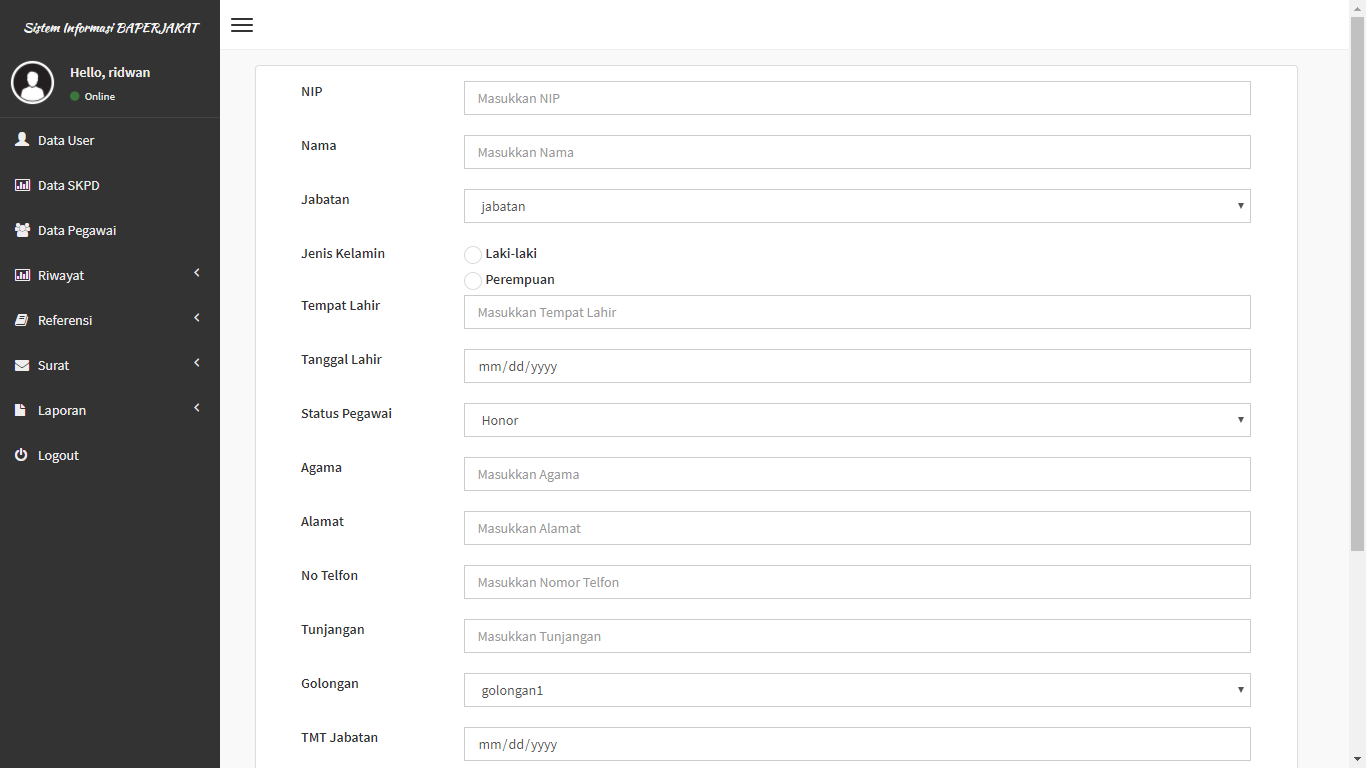 Sistem Informasi BAPERJAKAT
Hello, ridwan
Online
Data User
Data SKPD
Data Pegawai
Riwayat
Referensi
Surat
Laporan
Logout
NIP
Masukkan NIP
Nama
Masukkan Nama
Jabatan
jabatan
Jenis Kelamin
Laki-laki
Perempuan
Tempat Lahir
Masukkan Tempat Lahir
Tanggal Lahir
mm/dd/yyyy
Status Pegawai
Honor
Agama
Masukkan Agama
Alamat
Masukkan Alamat
No Telfon
Masukkan Nomor Telfon
Tunjangan
Masukkan Tunjangan
Golongan
golongan1
TMT Jabatan
mm/dd/yyyy